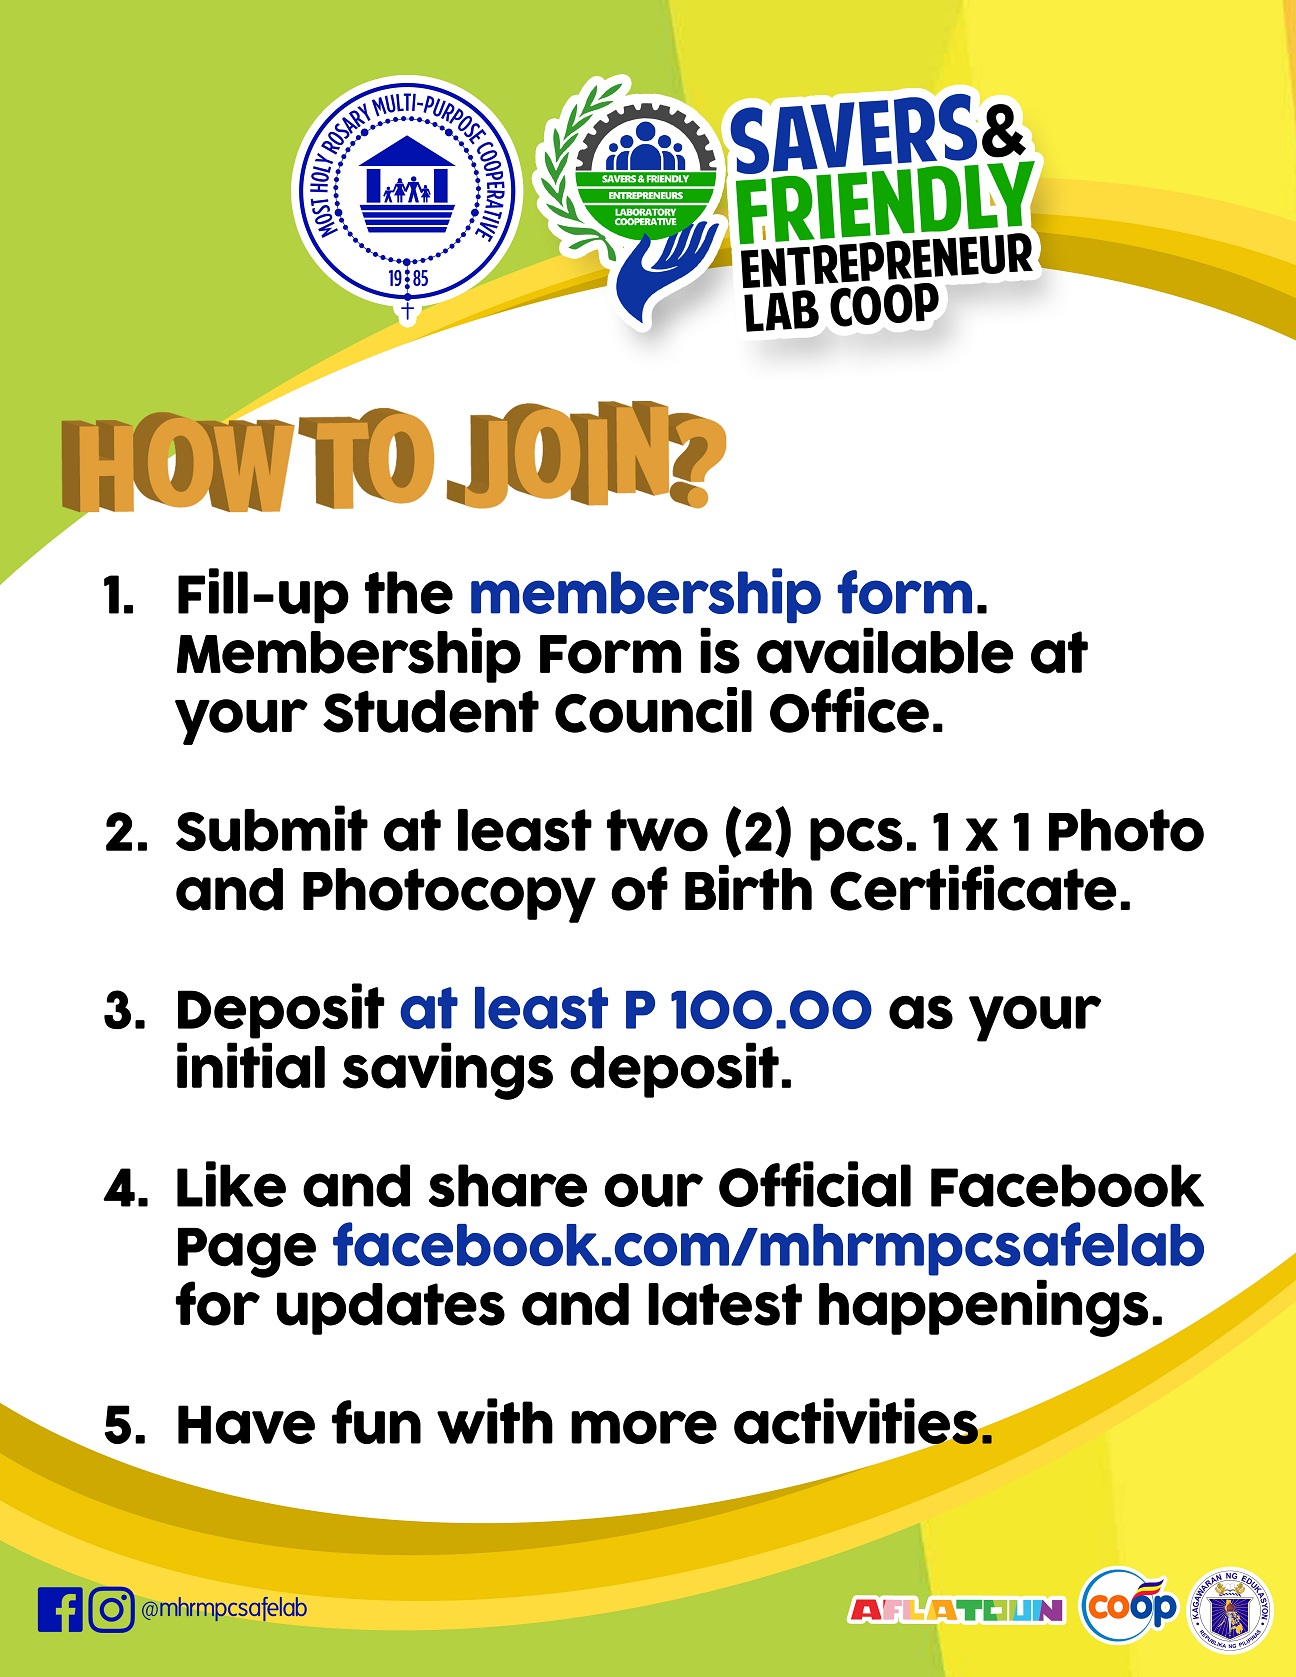 MOST HOLY ROSARY MULTI-PURPOSE COOPERATIVE
1985
SAVERS & FRIENDLY
ENTREPRENEURS
LABORATORY
COOPERATIVE
SAVERS &
FRIENDLY
ENTREPRENEUR
LAB COOP
HOW TO JOIN?
1. Fill-up the membership form.
Membership Form is available at
your Student Council Office.
2. Submit at least two (2) pcs. 1 x 1 Photo
and Photocopy of Birth Certificate.
3. Deposit at least P 100.00 as your
initial savings deposit.
4. Like and share our Official Facebook
Page facebook.com/mhrmpcsafelab
for updates and latest happenings.
5. Have fun with more activities.
@mhrmpcsafelab
AFLATOUN
COOP
KAGAWARAN NG EDUKASYON
REPUBLIKA NG PILIPINAS